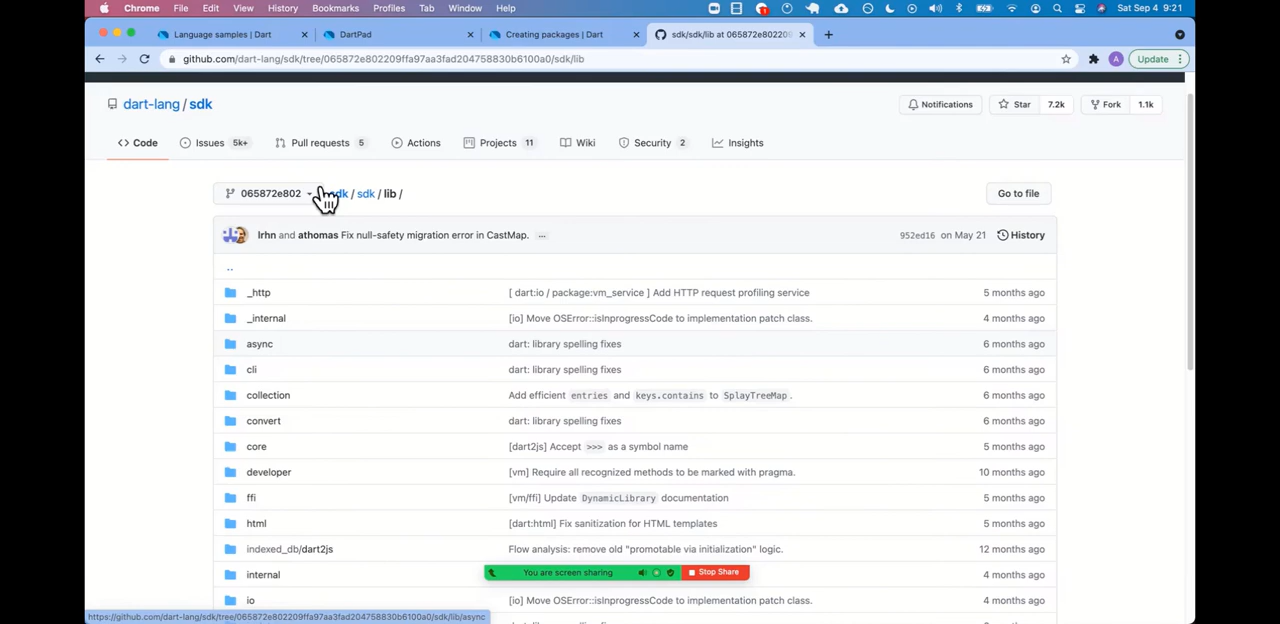 Chrome File Edit View History Bookmarks Profiles Tab Window Help Sat Sep 4 9:21
Language samples | Dart DartPad Creating packages | Dart sdk/sdk/lib at 065872e802209
github.com/dart-lang/sdk/tree/065872e802209ffa97aa3fad204758830b6100a0/sdk/lib A Update
dart-lang / sdk Notifications Star 7.2k Fork 1.1k
Code Issues 5k+ Pull requests 5 Actions Projects 11 Wiki Security 2 Insights
065872e802 sdk / sdk / lib / Go to file
lrhn and athomas Fix null-safety migration error in CastMap. ... 952ed16 on May 21 History
..
_http [ dart:io / package:vm_service ] Add HTTP request profiling service 5 months ago
_internal [io] Move OSError::isInprogressCode to implementation patch class. 4 months ago
async dart: library spelling fixes 6 months ago
cli dart: library spelling fixes 6 months ago
collection Add efficient entries and keys.contains to SplayTreeMap. 6 months ago
convert dart: library spelling fixes 6 months ago
core [dart2js] Accept >>> as a symbol name 5 months ago
developer [vm] Require all recognized methods to be marked with pragma. 10 months ago
ffi [vm/ffi] Update DynamicLibrary documentation 5 months ago
html [dart:html] Fix sanitization for HTML templates 5 months ago
indexed_db/dart2js Flow analysis: remove old "promotable via initialization" logic. 12 months ago
You are screen sharing Stop Share
internal 4 months ago
io [io] Move OSError::isInprogressCode to implementation patch class. 4 months ago
https://github.com/dart-lang/sdk/tree/065872e802209ffa97aa3fad204758830b6100a0/sdk/lib/async